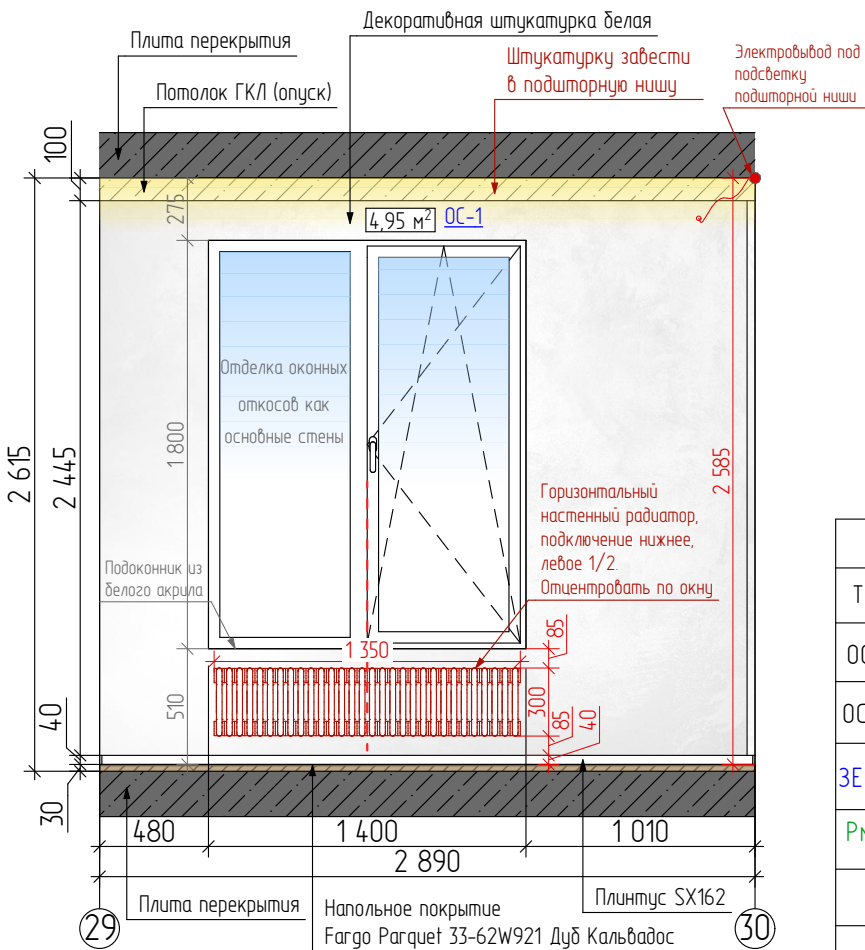 Декоративная штукатурка белая
Плита перекрытия
Штукатурку завести
в подшторную нишу
Электровывод под
подсветку
подшторной ниши
Потолок ГКЛ (опуск)
100
275
4,95 м²
ОС-1
Отделка оконных
откосов как
основные стены
1 800
2 615
2 445
2 585
Горизонтальный
настенный радиатор,
подключение нижнее,
левое 1/2.
Отцентровать по окну
Подоконник из
белого акрила
1 350
85
510
300
85
40
40
30
480
1 400
1 010
2 890
Плита перекрытия
Напольное покрытие
Fargo Parquet 33-62W921 Дуб Кальвадос
Плинтус SX162
29
30
Т
ЗЕ